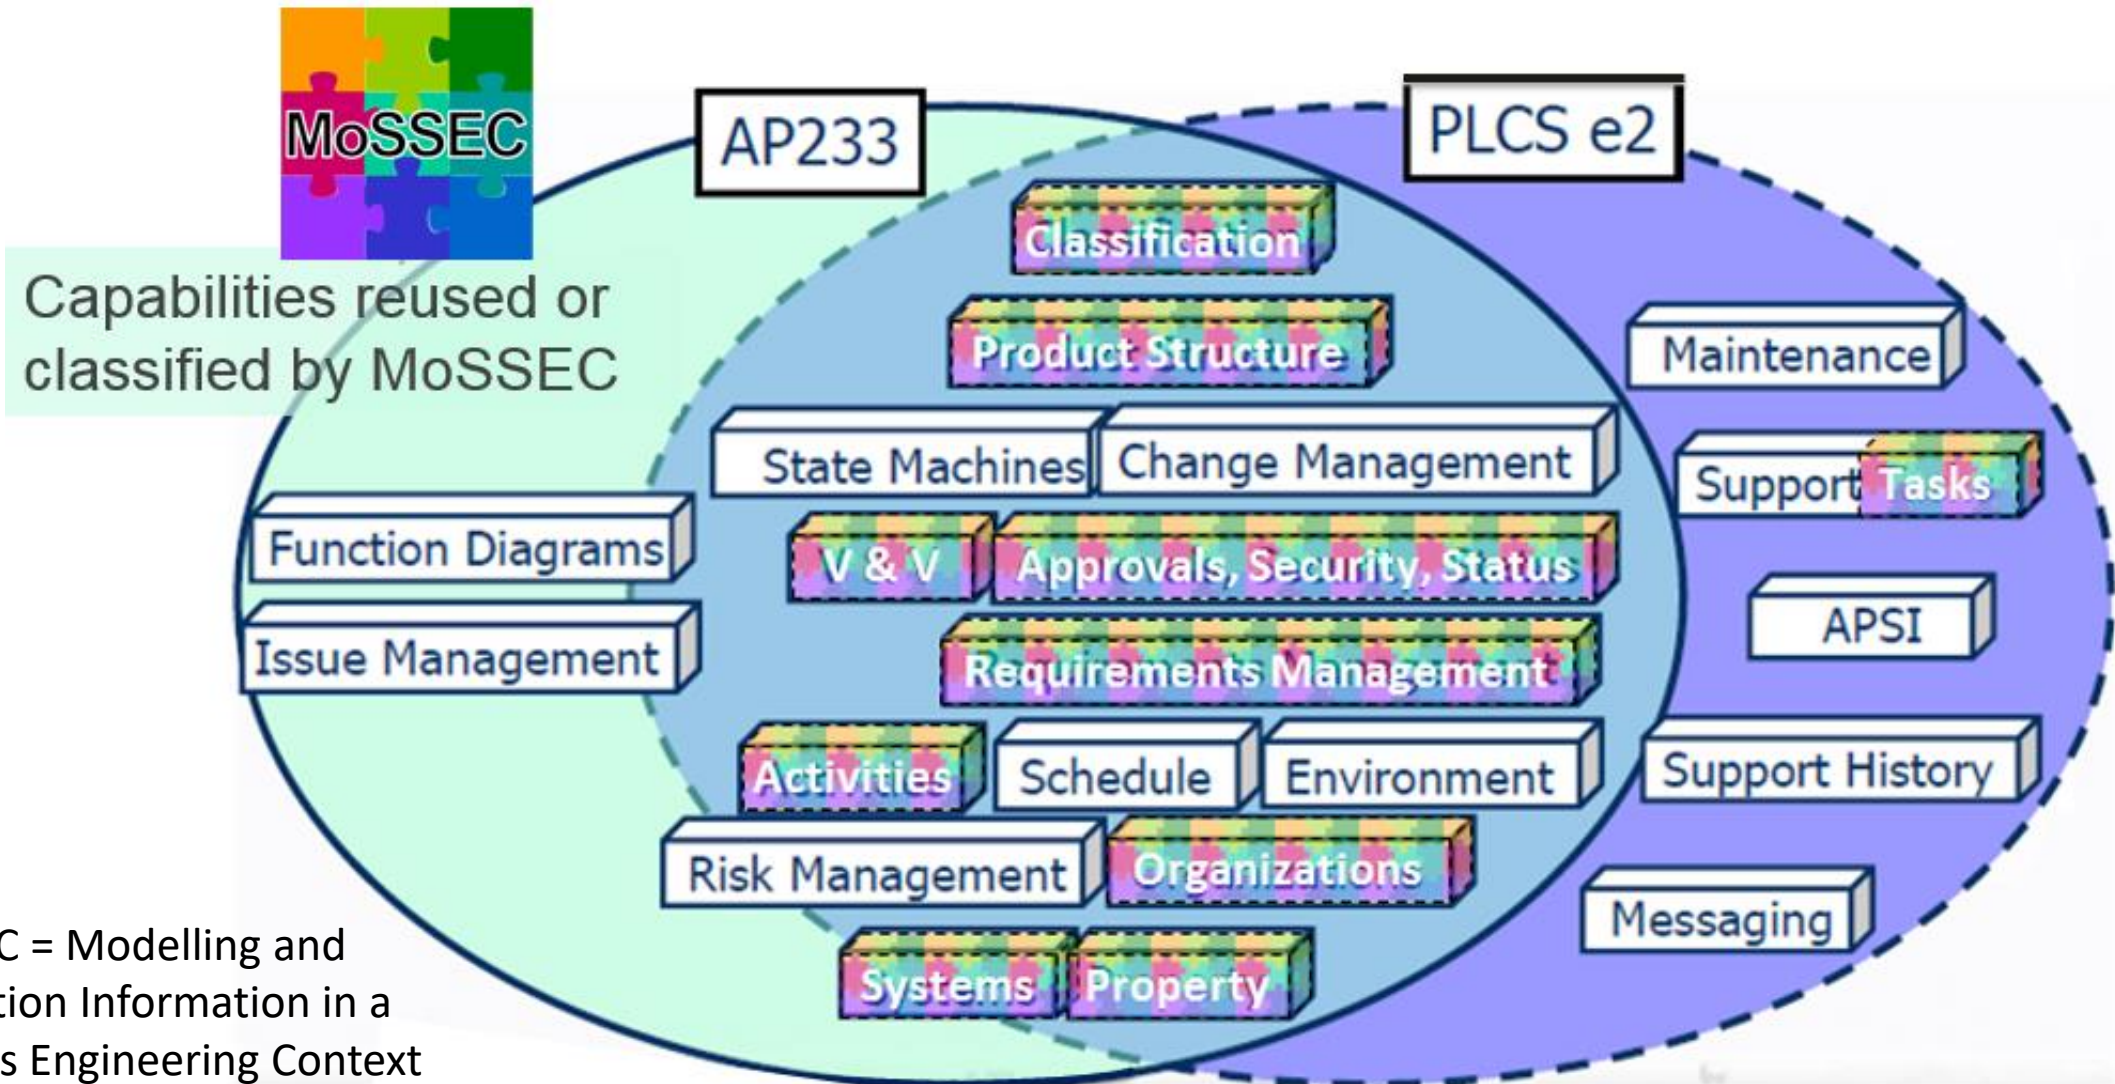 MoSSEC
AP233
PLCS e2
Capabilities reused or
classified by MoSSEC
Classification
Product Structure
State Machines
Change Management
Function Diagrams
V & V
Approvals, Security, Status
Issue Management
Requirements Management
Activities
Schedule
Environment
Risk Management
Organizations
Systems
Property
Maintenance
Support Tasks
APSI
Support History
Messaging
C = Modelling and
tion Information in a
s Engineering Context